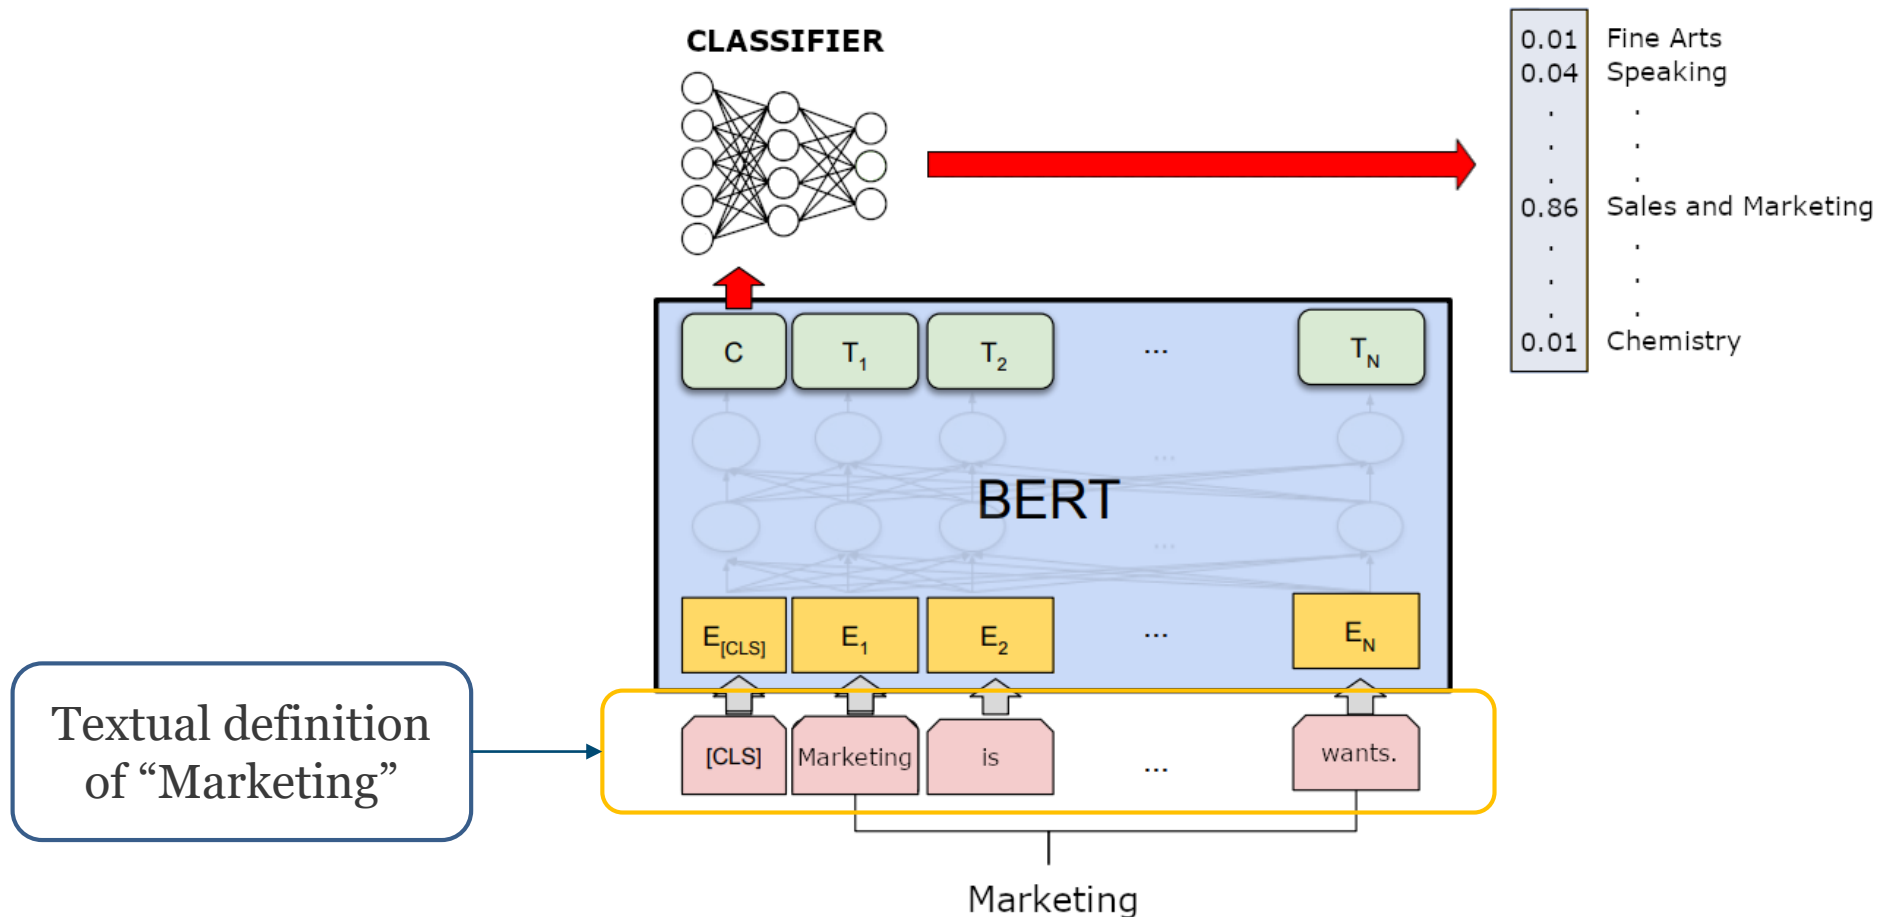 CLASSIFIER
0.01 Fine Arts
0.04 Speaking
. .
. .
. .
0.86 Sales and Marketing
. .
. .
. .
0.01 Chemistry
C T1 T2 ... TN
...
BERT
...
E[CLS] E1 E2 ... EN
Textual definition
of “Marketing”
[CLS] Marketing is ... wants.
Marketing